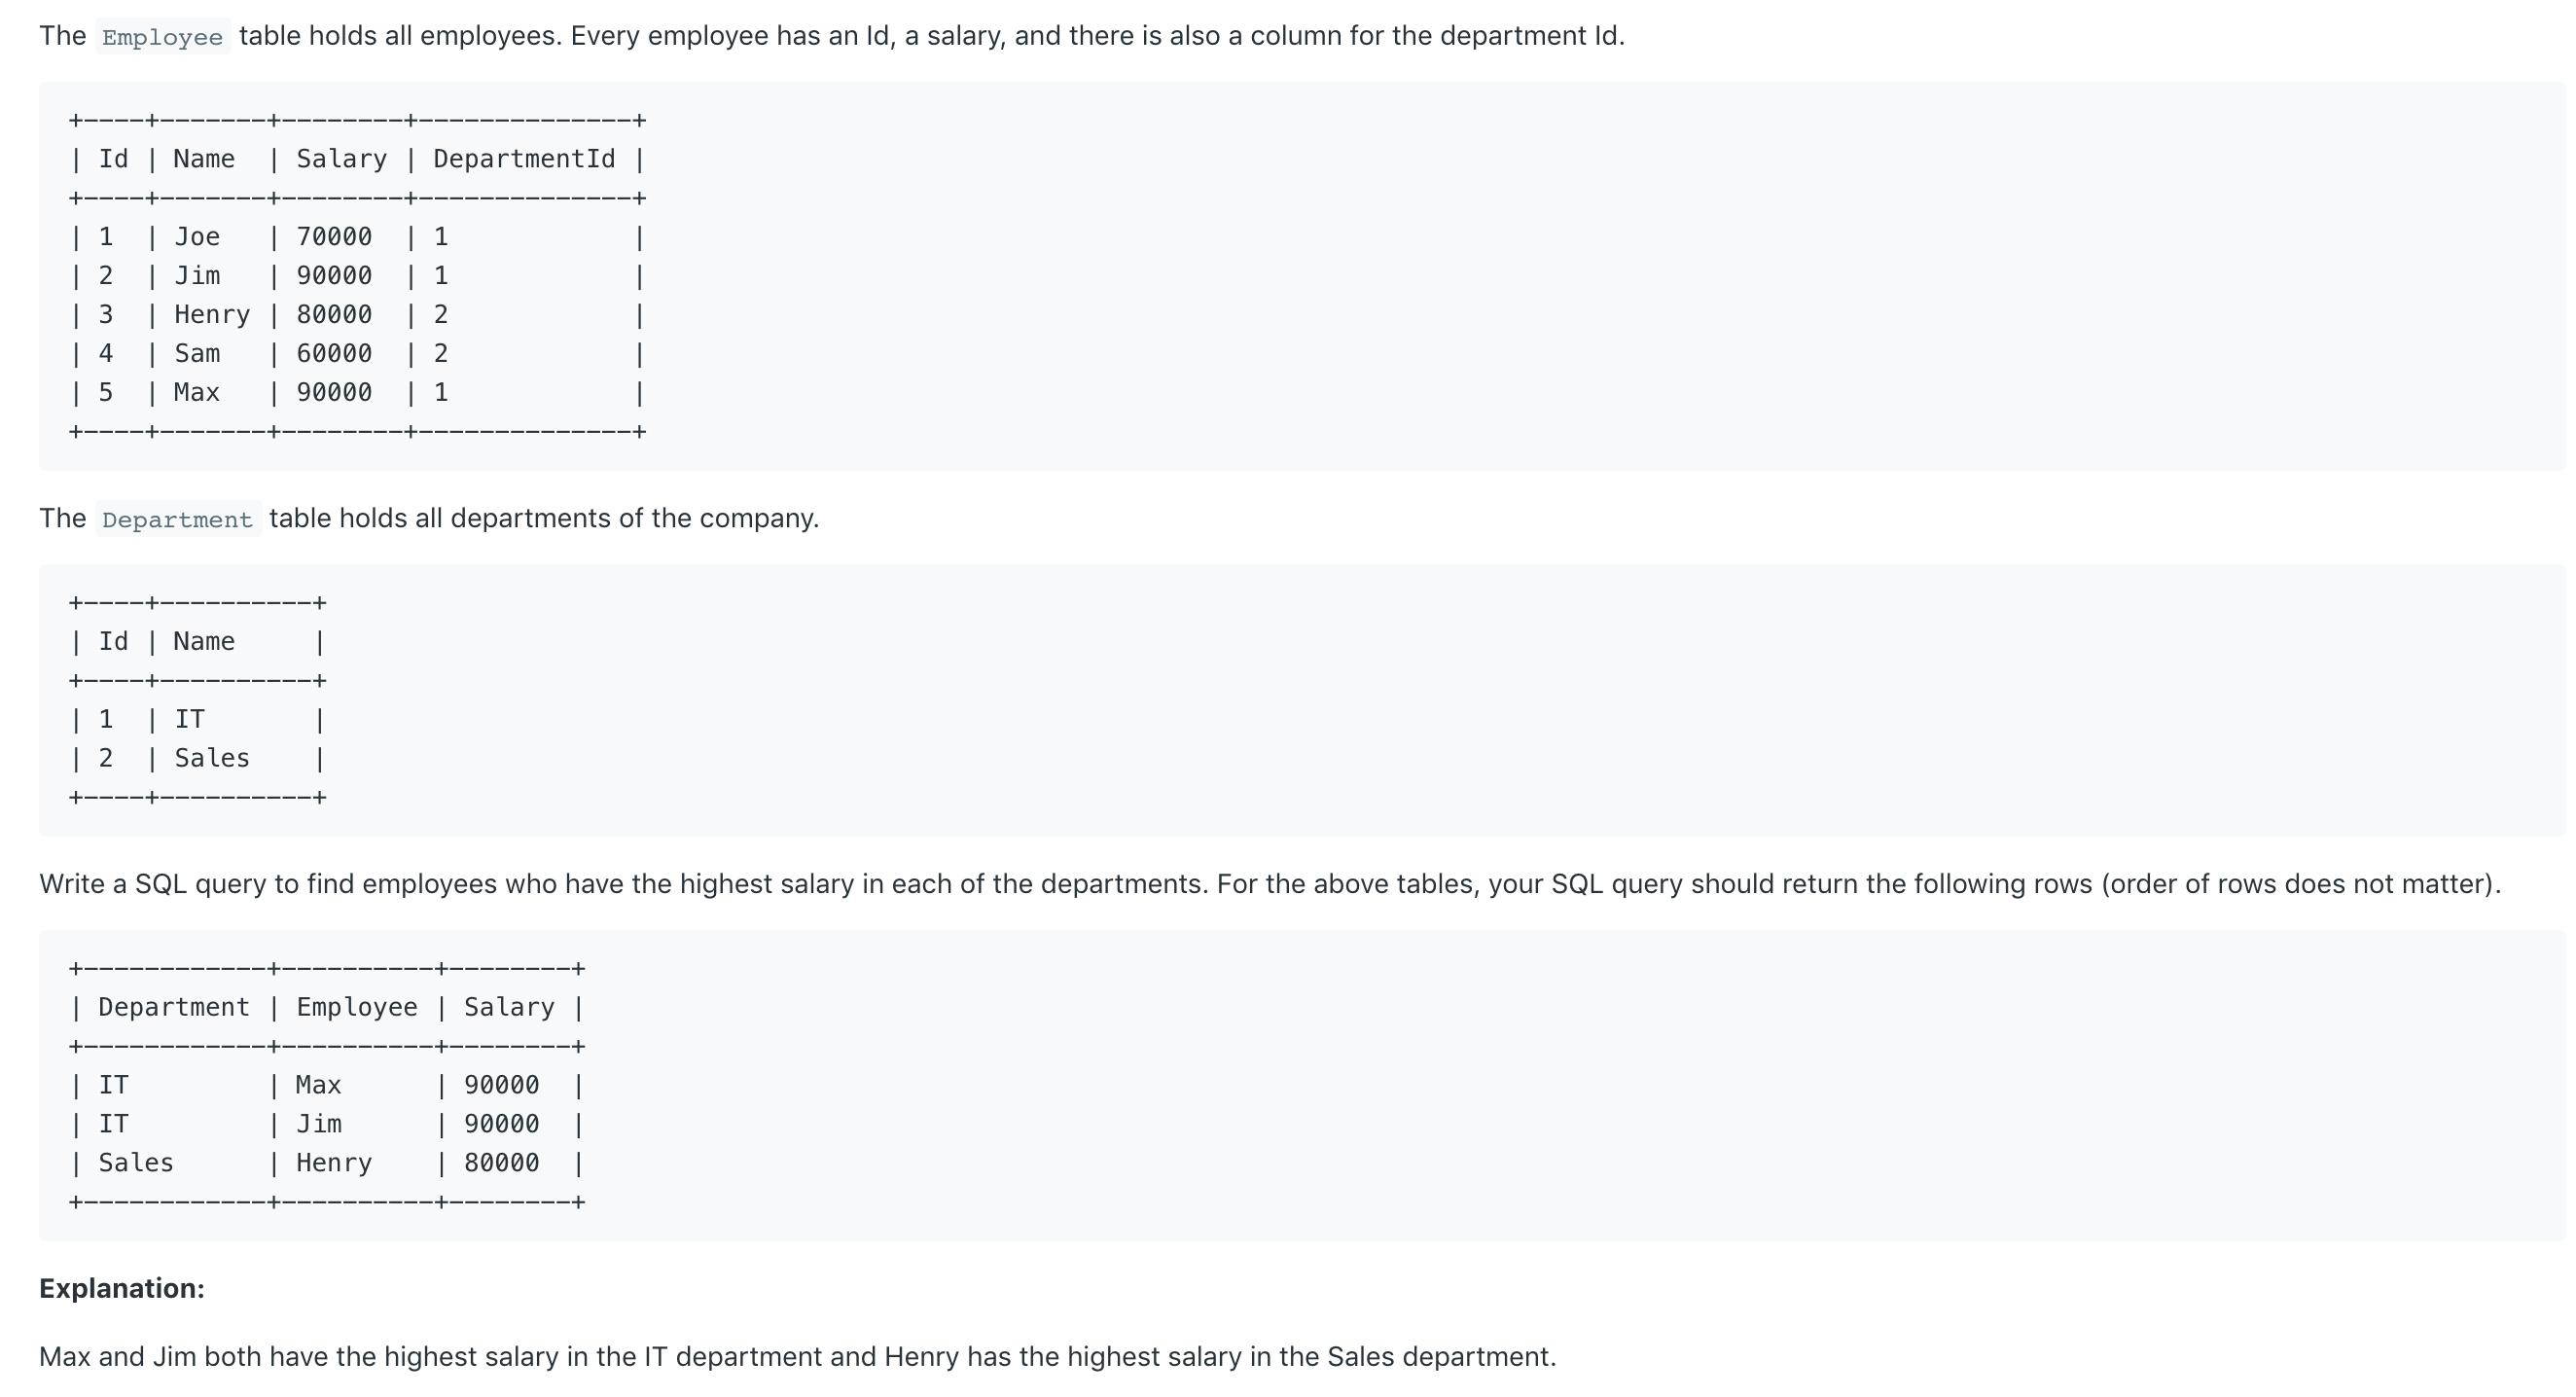 The Employee table holds all employees. Every employee has an Id, a salary, and there is also a column for the department Id.
+----+-------+--------+--------------+
| Id | Name  | Salary | DepartmentId |
+----+-------+--------+--------------+
| 1  | Joe   | 70000  | 1            |
| 2  | Jim   | 90000  | 1            |
| 3  | Henry | 80000  | 2            |
| 4  | Sam   | 60000  | 2            |
| 5  | Max   | 90000  | 1            |
+----+-------+--------+--------------+
The Department table holds all departments of the company.
+----+----------+
| Id | Name     |
+----+----------+
| 1  | IT       |
| 2  | Sales    |
+----+----------+
Write a SQL query to find employees who have the highest salary in each of the departments. For the above tables, your SQL query should return the following rows (order of rows does not matter).
+------------+----------+--------+
| Department | Employee | Salary |
+------------+----------+--------+
| IT         | Max      | 90000  |
| IT         | Jim      | 90000  |
| Sales      | Henry    | 80000  |
+------------+----------+--------+
Explanation:
Max and Jim both have the highest salary in the IT department and Henry has the highest salary in the Sales department.